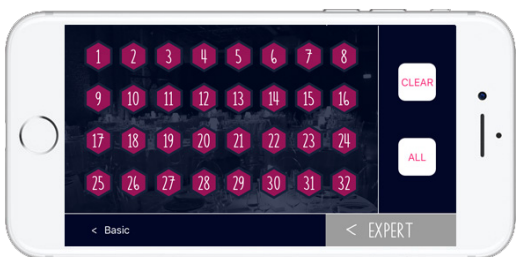 1 2 3 4 5 6 7 8
CLEAR
9 10 11 12 13 14 15 16
17 18 19 20 21 22 23 24
ALL
25 26 27 28 29 30 31 32
< Basic
< EXPERT